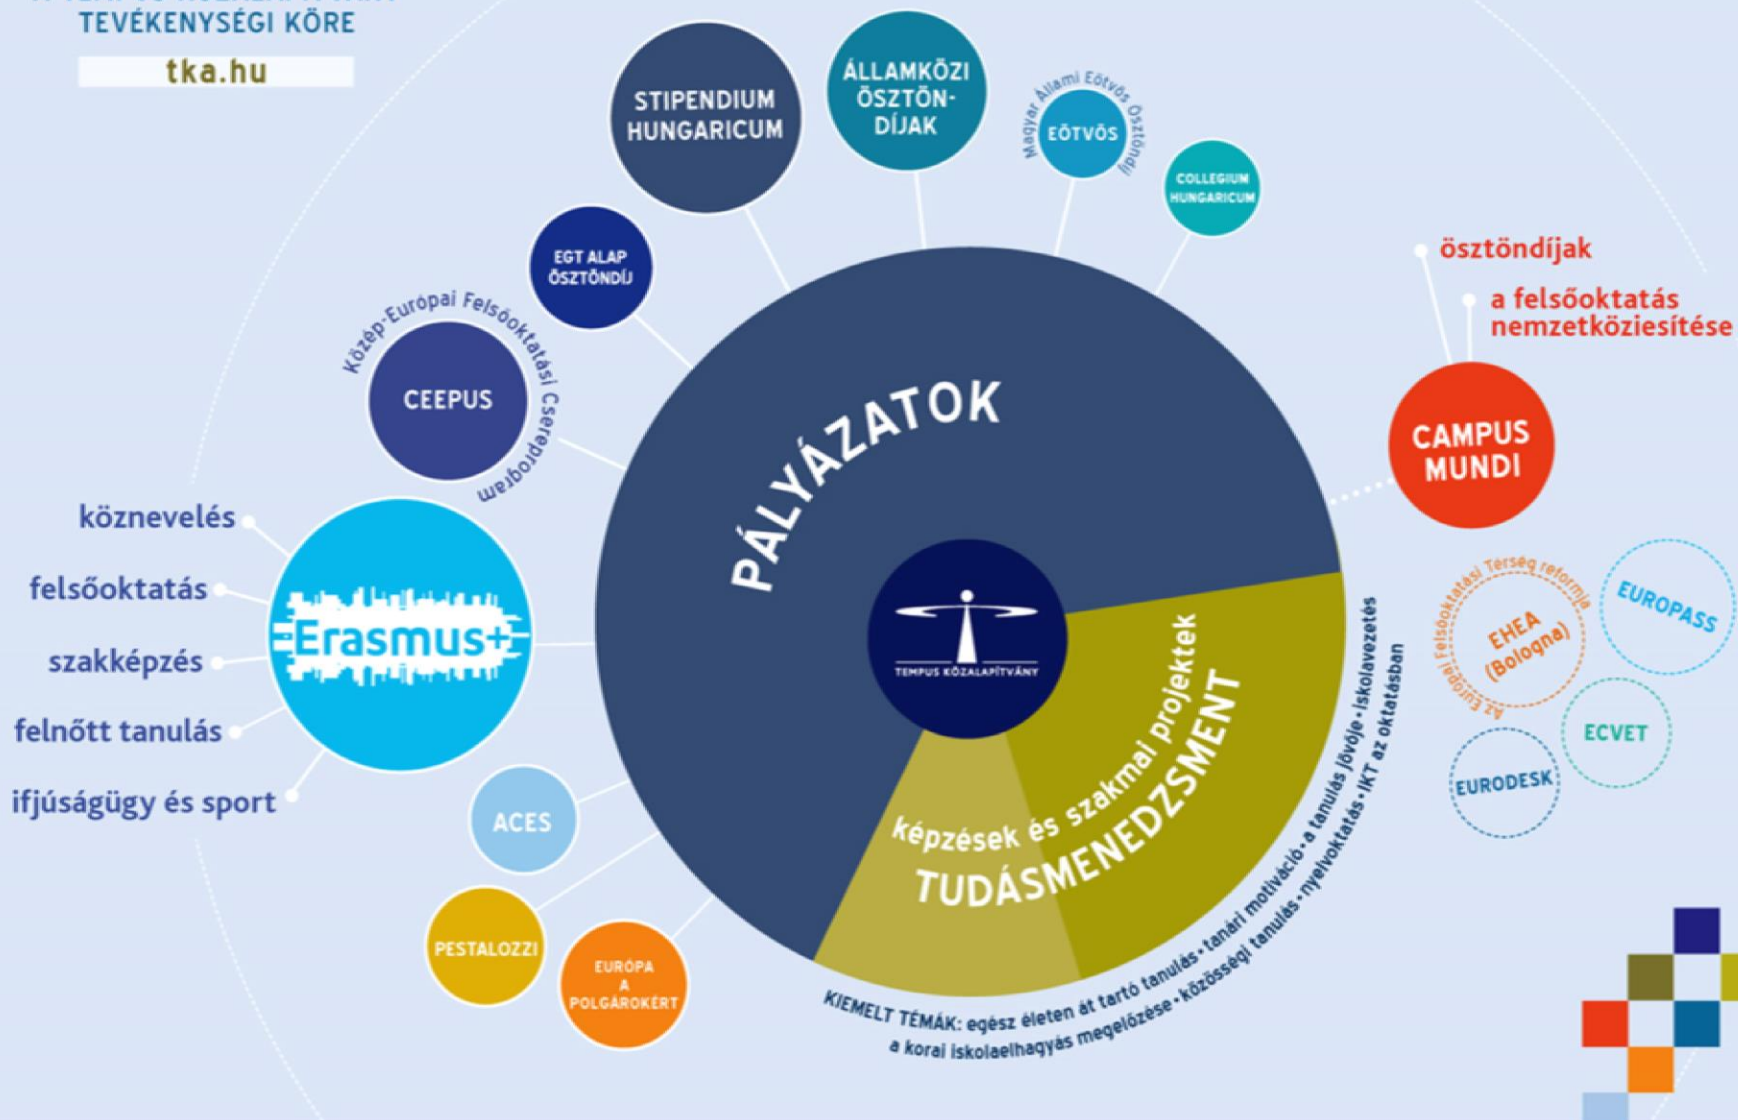 TEVÉKENYSÉGI KÖRE
tka.hu
STIPENDIUM
HUNGARICUM
ÁLLAMKÖZI
ÖSZTÖN-
DÍJAK
Magyar Állami Eötvös Ösztöndíj
EÖTVÖS
COLLEGIUM
HUNGARICUM
EGT ALAP
ÖSZTÖNDÍJ
Közép-Európai Felsőoktatási Csereprogram
CEEPUS
köznevelés
felsőoktatás
szakképzés
felnőtt tanulás
ifjúságügy és sport
Erasmus+
ACES
PESTALOZZI
EURÓPA
A
POLGÁROKÉRT
PÁLYÁZATOK
TEMPUS KÖZALAPÍTVÁNY
képzések és szakmai projektek
TUDÁSMENEDZSMENT
KIEMELT TÉMÁK: egész életen át tartó tanulás • tanári motiváció • a tanulás jövője • iskolavezetés
a korai iskolaelhagyás megelőzése • közösségi tanulás • nyelvoktatás • IKT az oktatásban
ösztöndíjak
a felsőoktatás
nemzetköziesítése
CAMPUS
MUNDI
Az Európai Felsőoktatási Térség reformja
EHEA
(Bologna)
EUROPASS
ECVET
EURODESK